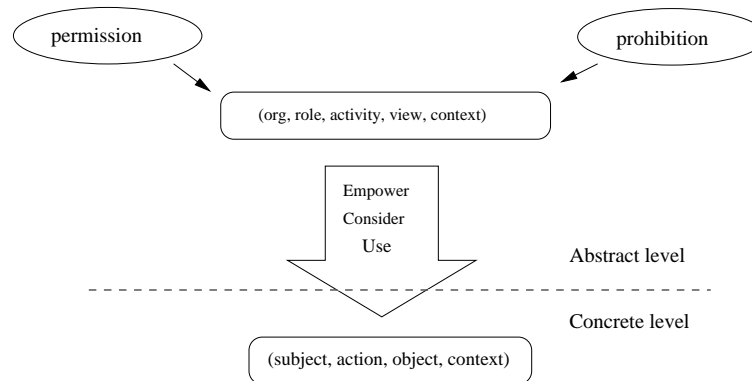 permission
prohibition
(org, role, activity, view, context)
Empower
Consider
Use
Abstract level
Concrete level
(subject, action, object, context)